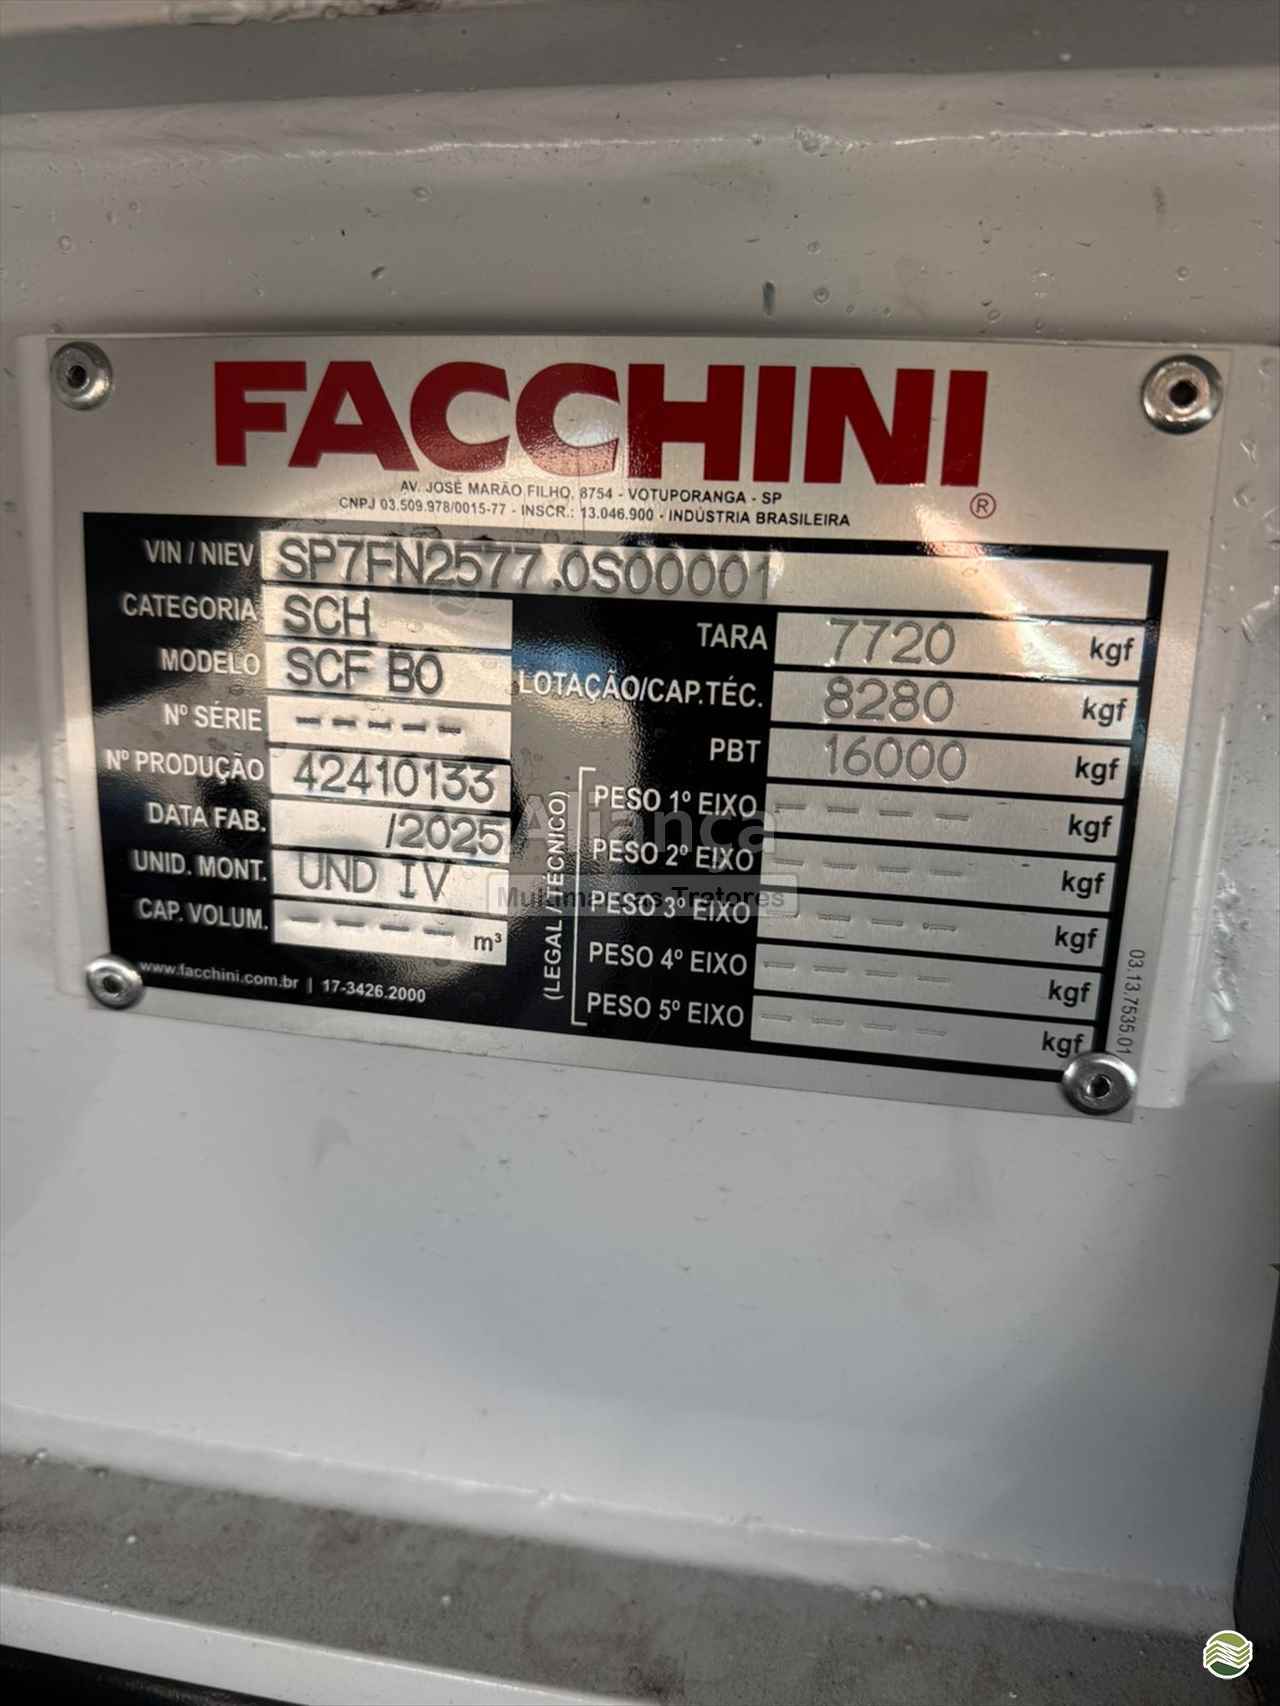 FACCHINI®
AV. JOSÉ MARÃO FILHO, 8754 - VOTUPORANGA - SP
CNPJ 03.509.978/0015-77 - INSCR.: 13.046.900 - INDÚSTRIA BRASILEIRA
VIN / NIEV SP7FN2577.0S00001
CATEGORIA SCH
MODELO SCF B0
Nº SÉRIE -----
Nº PRODUÇÃO 42410133
DATA FAB. /2025
UNID. MONT. UND IV
CAP. VOLUM. ---- m³
www.facchini.com.br | 17-3426.2000
TARA 7720 kgf
LOTAÇÃO/CAP.TÉC. 8280 kgf
PBT 16000 kgf
(LEGAL / TÉCNICO)
PESO 1º EIXO ---- kgf
PESO 2º EIXO ---- kgf
PESO 3º EIXO ---- kgf
PESO 4º EIXO ---- kgf
PESO 5º EIXO ---- kgf
03.13.7535.01
Aliança
Multimarcas Tratores